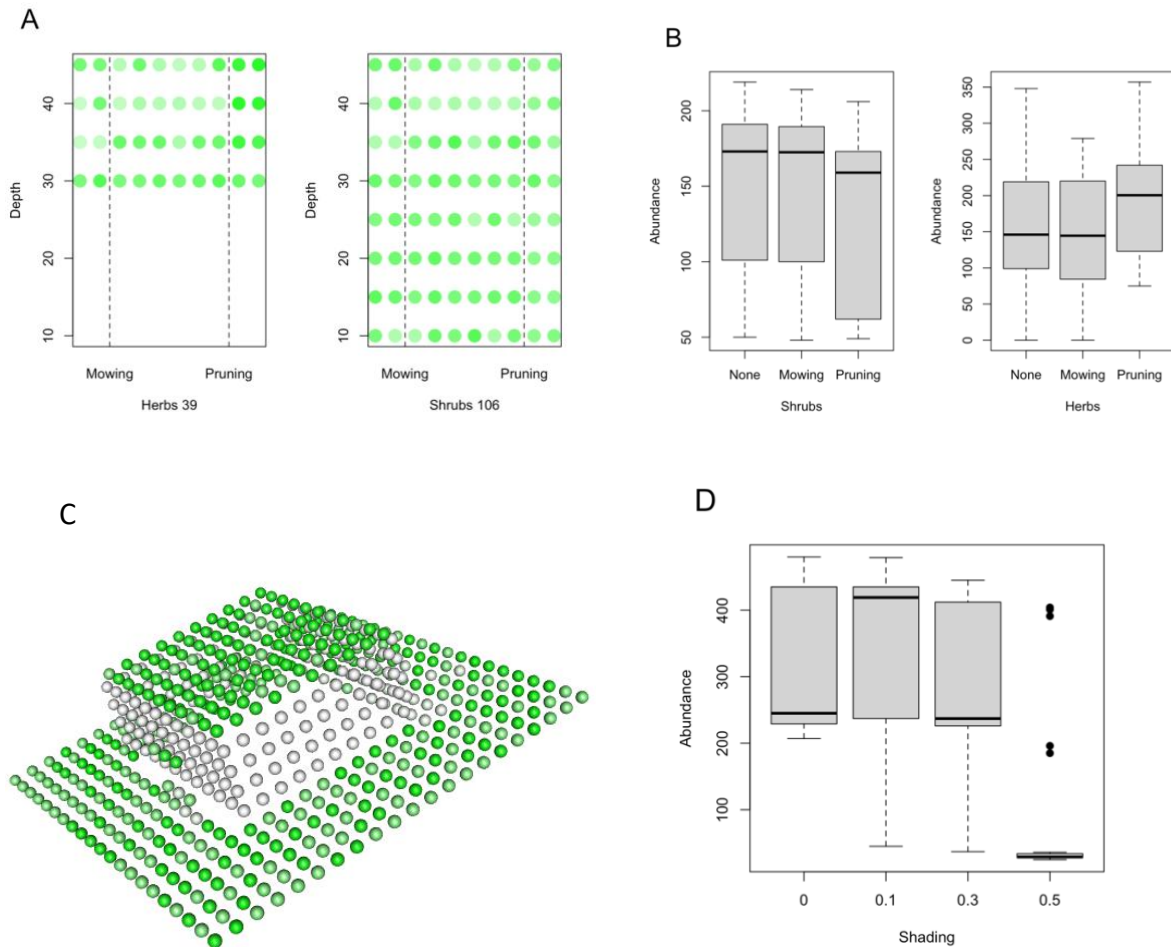 A
Depth
40
30
20
10
Mowing Pruning
Herbs 39
Depth
40
30
20
10
Mowing Pruning
Shrubs 106
B
Abundance
200
150
100
50
None Mowing Pruning
Shrubs
Abundance
350
300
250
200
150
100
50
0
None Mowing Pruning
Herbs
C
D
Abundance
400
300
200
100
0 0.1 0.3 0.5
Shading